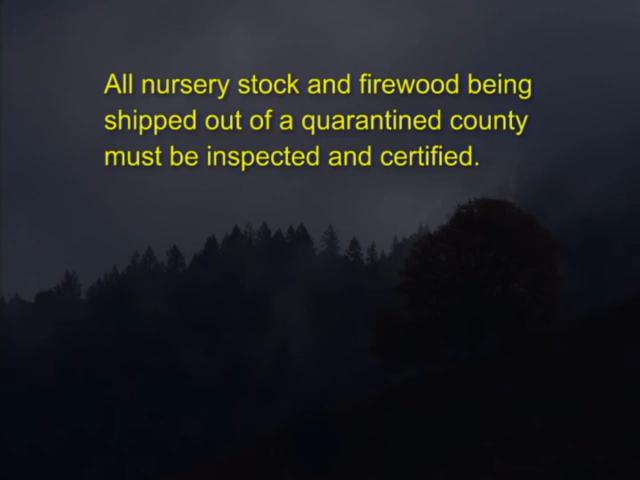 All nursery stock and firewood being
shipped out of a quarantined county
must be inspected and certified.